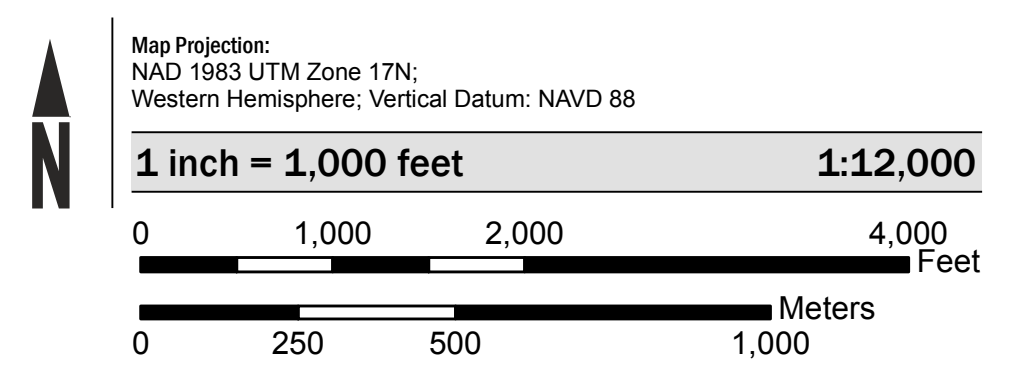 N
Map Projection:
NAD 1983 UTM Zone 17N;
Western Hemisphere; Vertical Datum: NAVD 88
1 inch = 1,000 feet 1:12,000
0 1,000 2,000 4,000
Feet
Meters
0 250 500 1,000